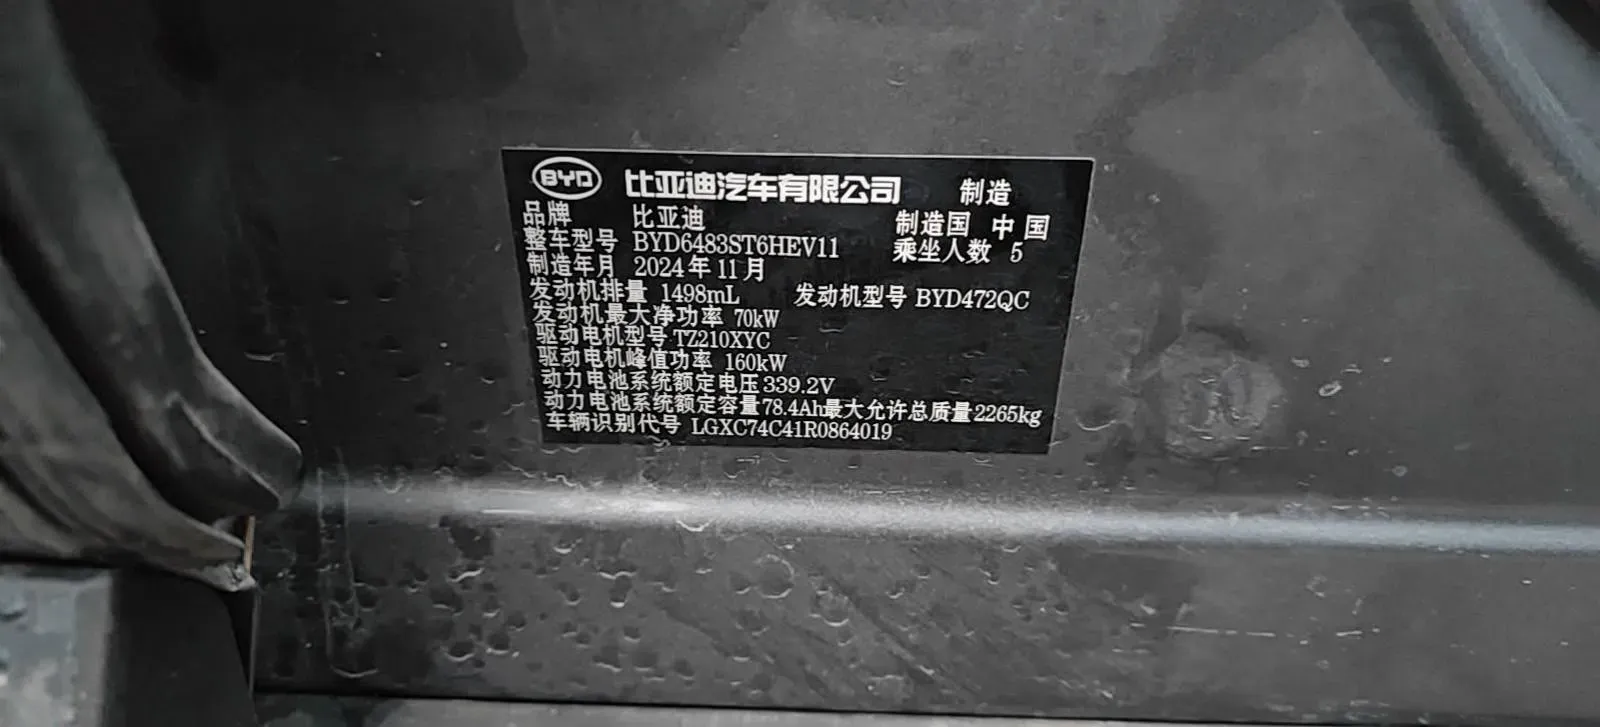 BYD 比亚迪汽车有限公司 制造
品牌 比亚迪 制造国 中国
整车型号 BYD6483ST6HEV11 乘坐人数 5
制造年月 2024年11月
发动机排量 1498mL 发动机型号 BYD472QC
发动机最大净功率 70kW
驱动电机型号 TZ210XYC
驱动电机峰值功率 160kW
动力电池系统额定电压 339.2V
动力电池系统额定容量 78.4Ah 最大允许总质量 2265kg
车辆识别代号 LGXC74C41R0864019